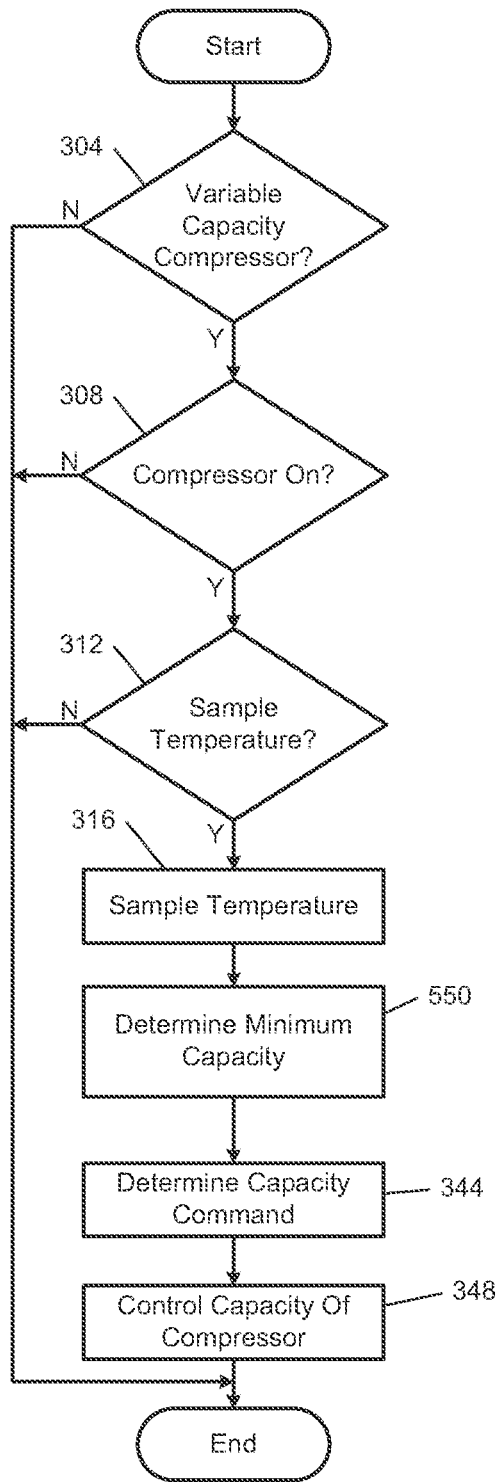 Start
304
Variable
Capacity
Compressor?
N
Y
308
Compressor On?
N
Y
312
Sample
Temperature?
N
Y
316
Sample Temperature
550
Determine Minimum
Capacity
Determine Capacity
Command
344
Control Capacity Of
Compressor
348
End